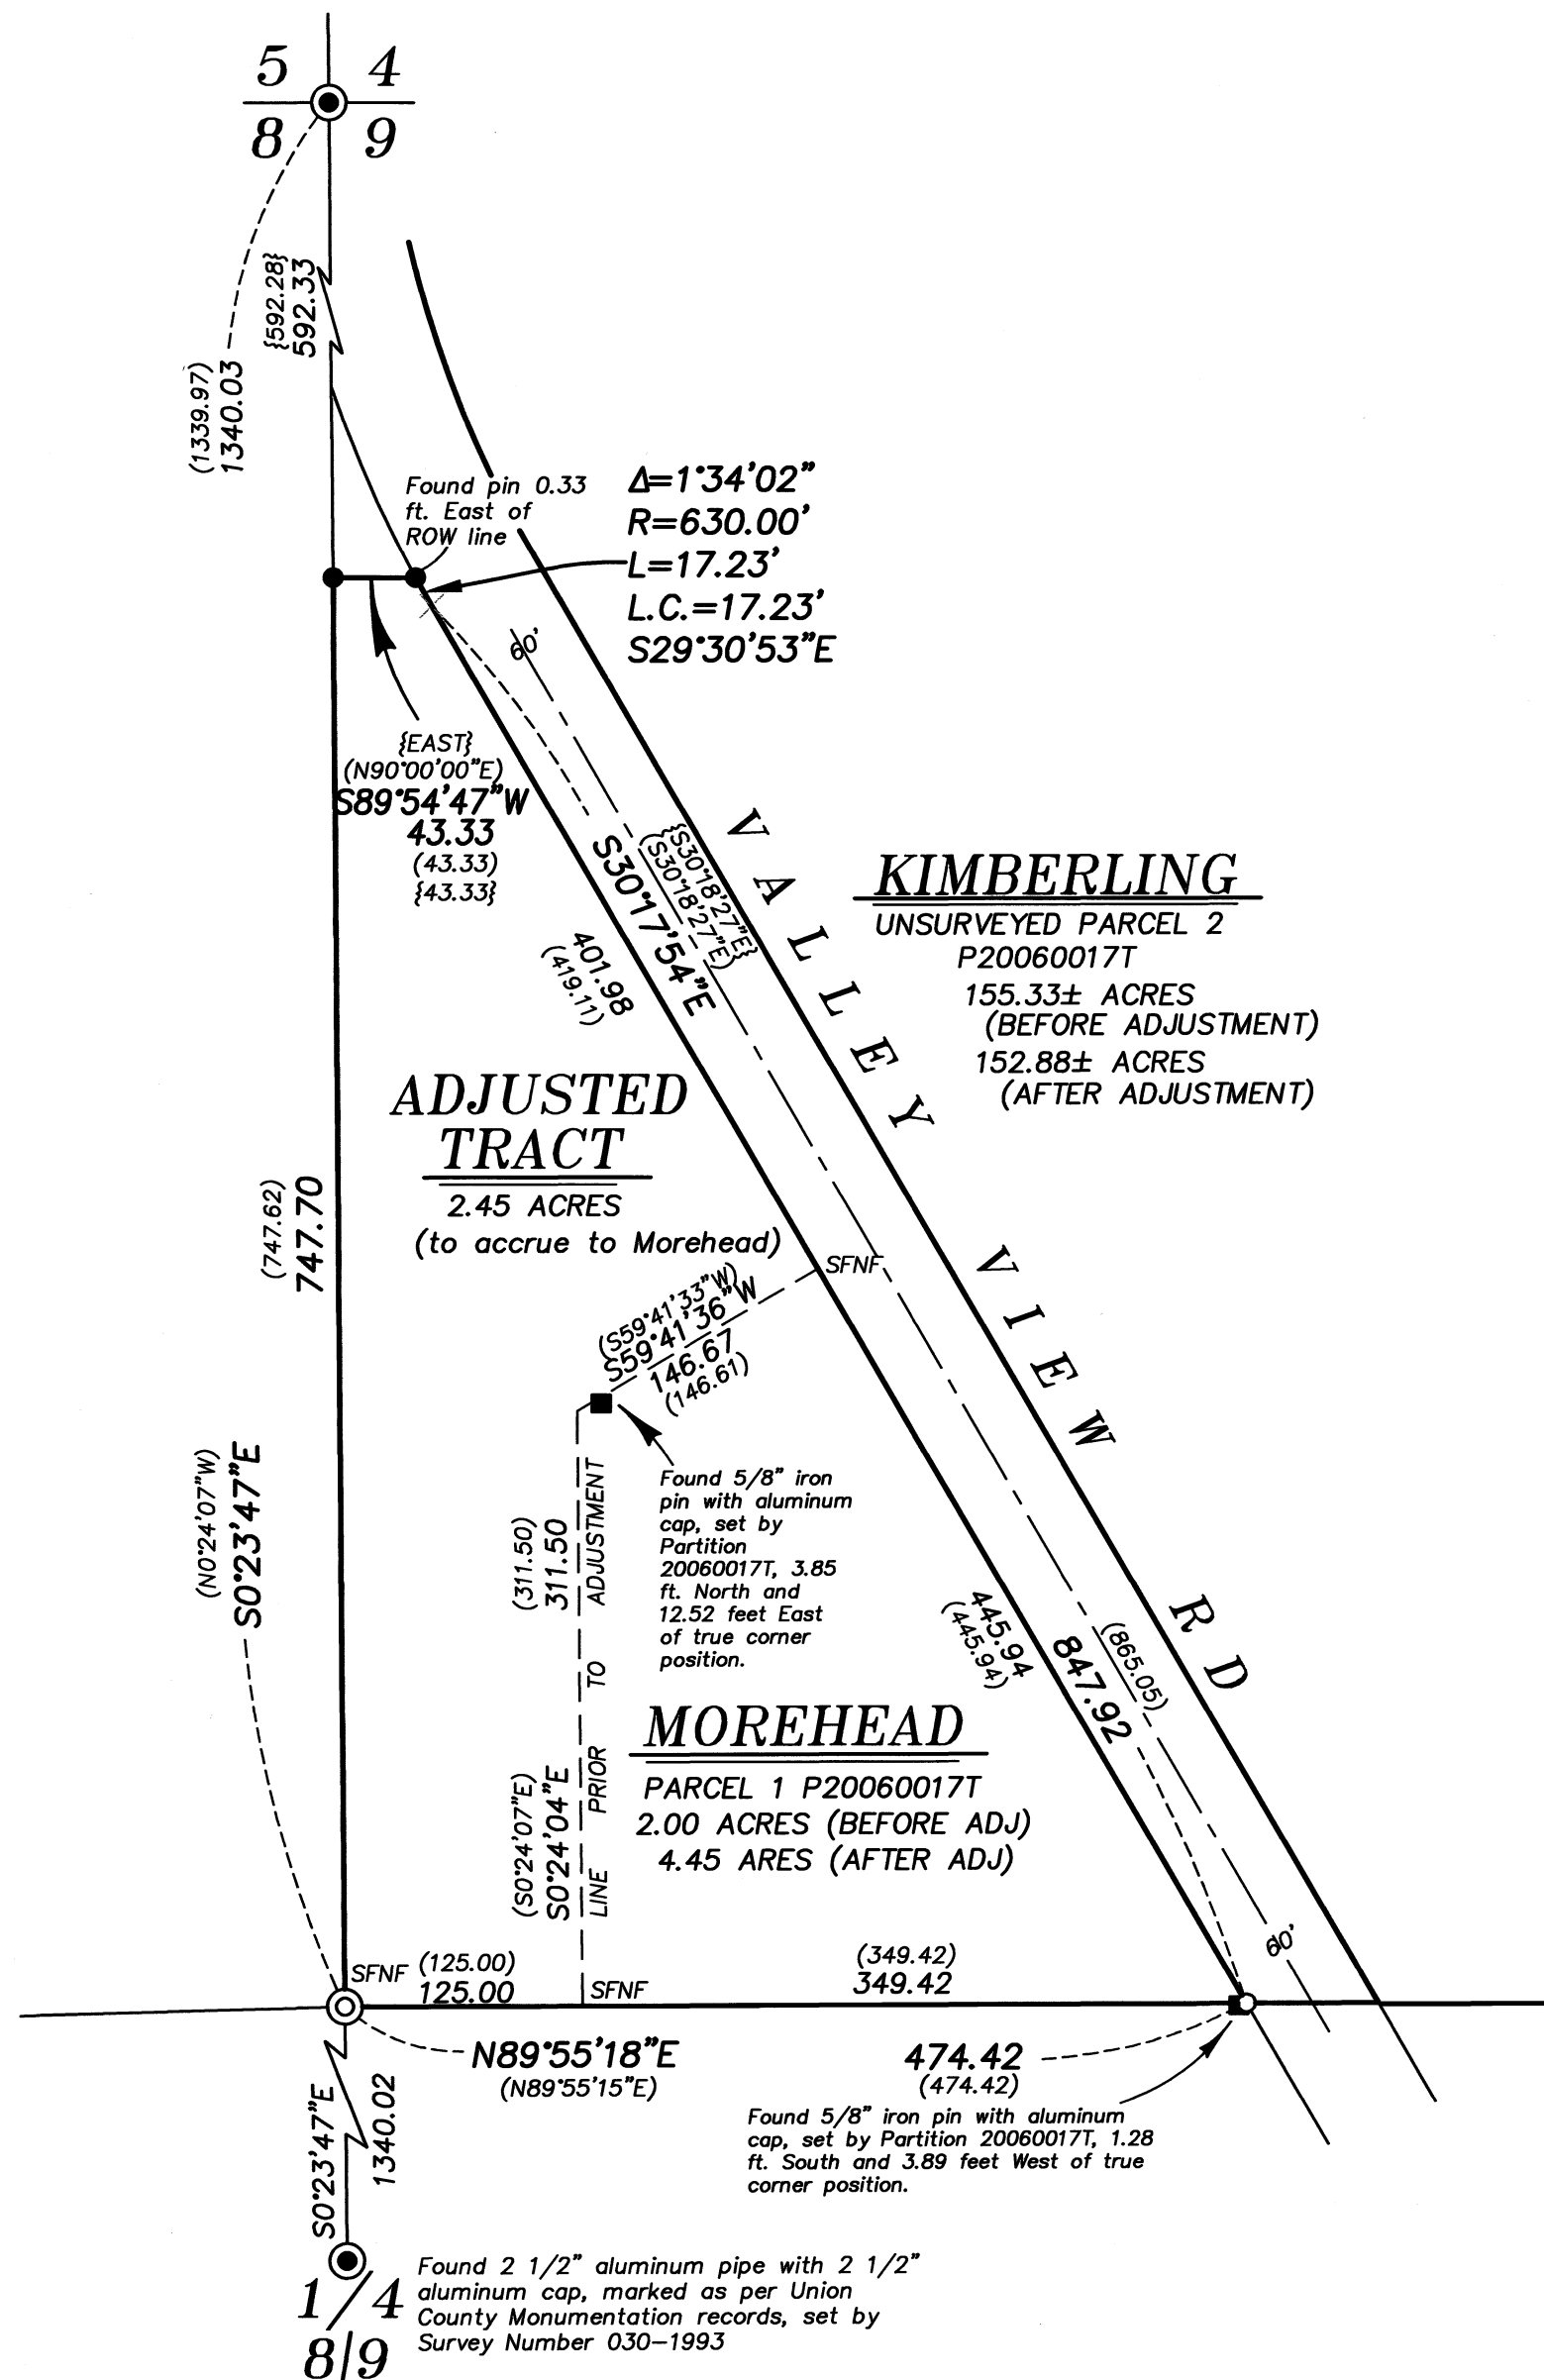 5 4
8 9
{592.28}
592.33
(1339.97)
1340.03
Found pin 0.33
ft. East of
ROW line
Δ=1°34'02"
R=630.00'
L=17.23'
L.C.=17.23'
S29°30'53"E
60'
{EAST}
(N90°00'00"E)
S89°54'47"W
43.33
(43.33)
{43.33}
{S30°18'27"E}
(S30°18'27"E)
S30°17'54"E
401.98
(419.11)
VALLEY VIEW RD
KIMBERLING
UNSURVEYED PARCEL 2
P20060017T
155.33± ACRES
(BEFORE ADJUSTMENT)
152.88± ACRES
(AFTER ADJUSTMENT)
ADJUSTED
TRACT
2.45 ACRES
(to accrue to Morehead)
(747.62)
747.70
SFNF
(S59°41'33"W)
S59°41'36"W
146.67
(146.61)
Found 5/8" iron
pin with aluminum
cap, set by
Partition
20060017T, 3.85
ft. North and
12.52 feet East
of true corner
position.
(N0°24'07"W)
S0°23'47"E
(311.50)
311.50
LINE PRIOR TO ADJUSTMENT
(S0°24'07"E)
S0°24'04"E
445.94
(445.94)
847.92
(865.05)
MOREHEAD
PARCEL 1 P20060017T
2.00 ACRES (BEFORE ADJ)
4.45 ARES (AFTER ADJ)
60'
SFNF (125.00)
125.00
SFNF
(349.42)
349.42
N89°55'18"E
(N89°55'15"E)
474.42
(474.42)
Found 5/8" iron pin with aluminum
cap, set by Partition 20060017T, 1.28
ft. South and 3.89 feet West of true
corner position.
S0°23'47"E
1340.02
1/4
8|9
Found 2 1/2" aluminum pipe with 2 1/2"
aluminum cap, marked as per Union
County Monumentation records, set by
Survey Number 030-1993